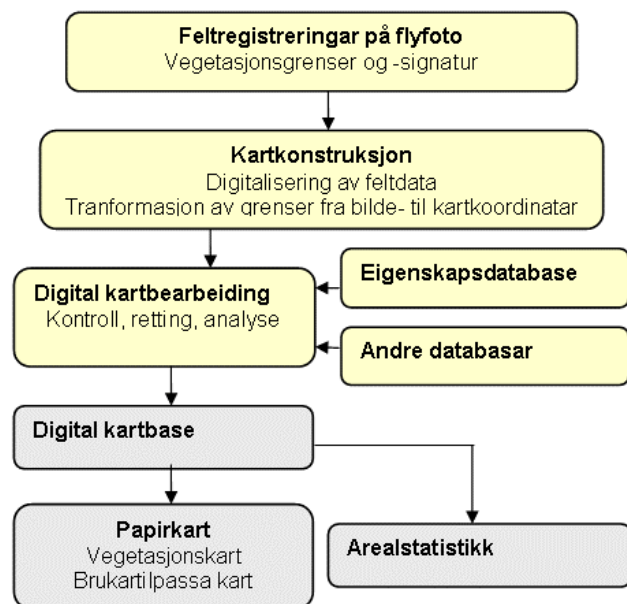 Feltregistreringar på flyfoto
Vegetasjonsgrenser og -signatur
Kartkonstruksjon
Digitalisering av feltdata
Tranformasjon av grenser fra bilde- til kartkoordinatar
Digital kartbearbeiding
Kontroll, retting, analyse
Eigenskapsdatabase
Andre databasar
Digital kartbase
Papirkart
Vegetasjonskart
Brukartilpassa kart
Arealstatistikk